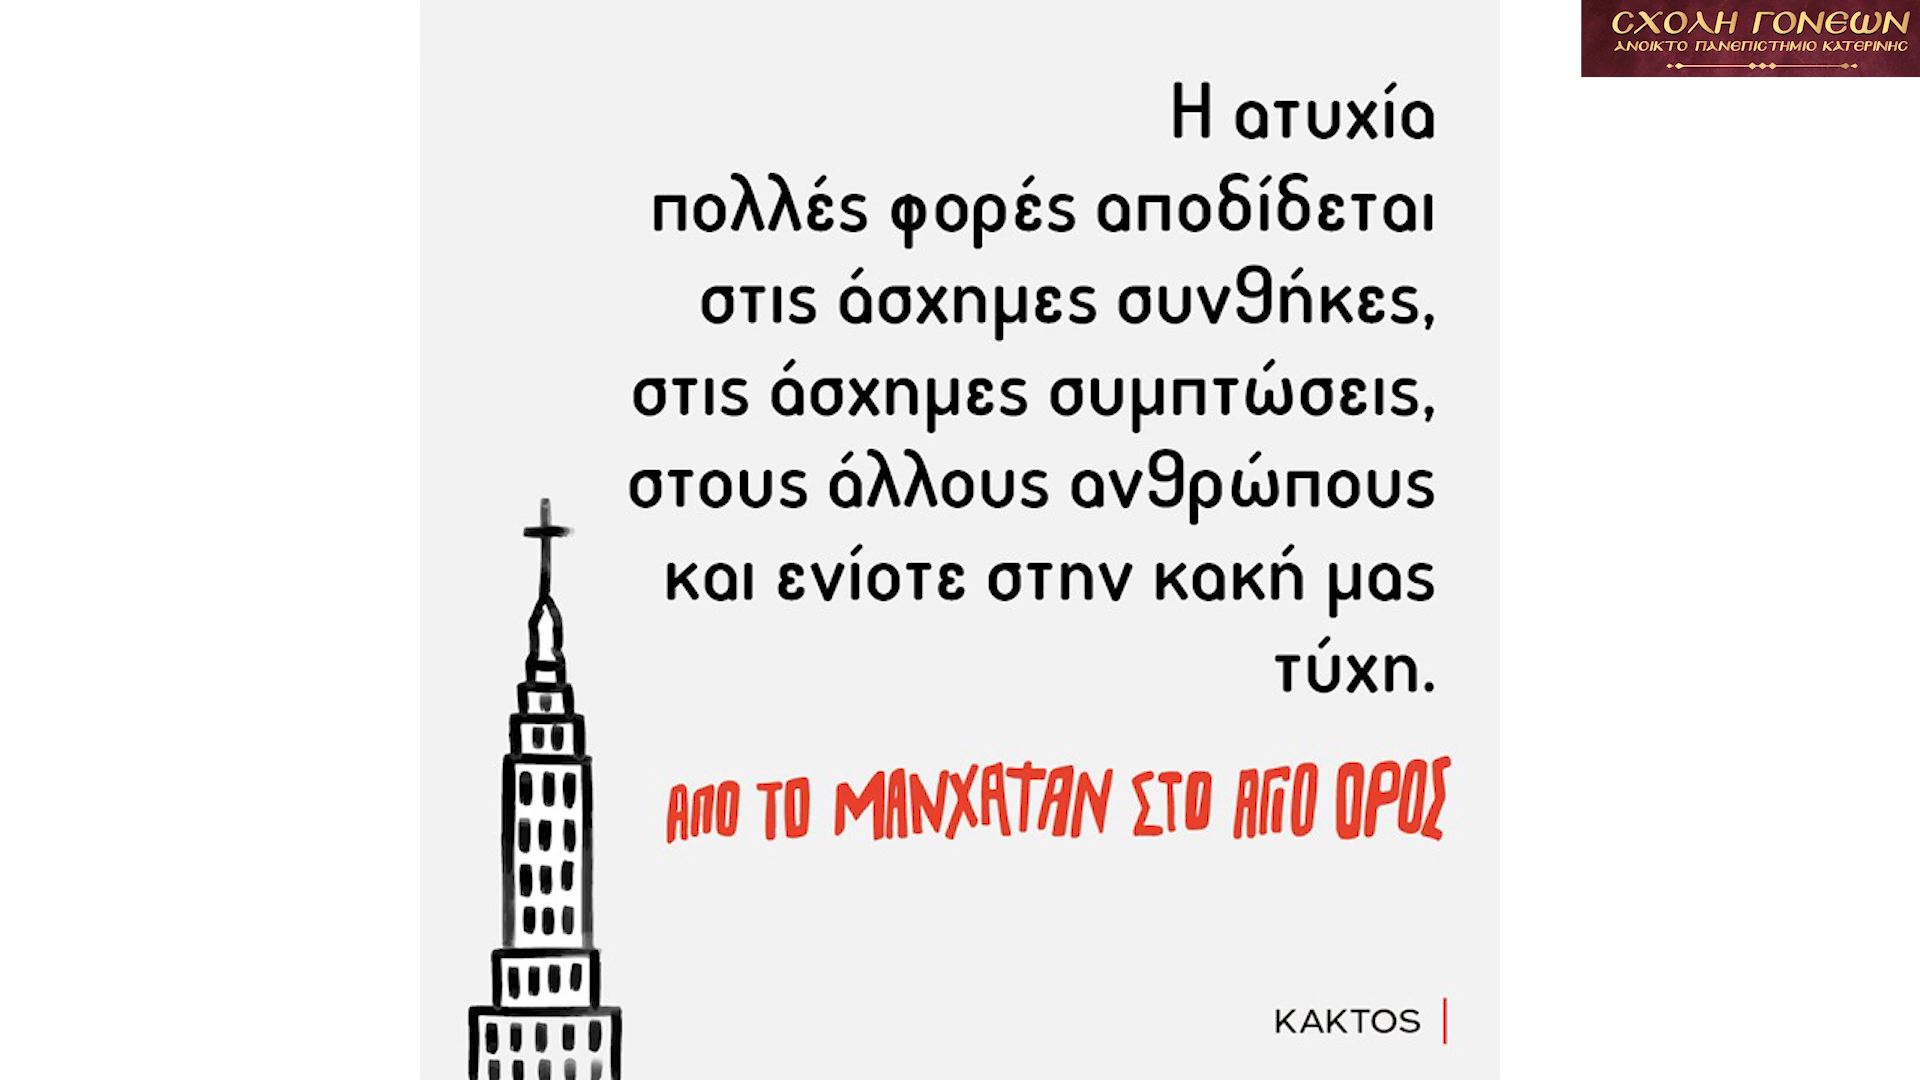 ΣΧΟΛΗ ΓΟΝΕΩΝ
ΑΝΟΙΚΤΟ ΠΑΝΕΠΙΣΤΗΜΙΟ ΚΑΤΕΡΙΝΗΣ
Η ατυχία
πολλές φορές αποδίδεται
στις άσχημες συνθήκες,
στις άσχημες συμπτώσεις,
στους άλλους ανθρώπους
και ενίοτε στην κακή μας
τύχη.
ΑΠΟ ΤΟ ΜΑΝΧΑΤΑΝ ΣΤΟ ΑΓΙΟ ΟΡΟΣ
KAKTOS